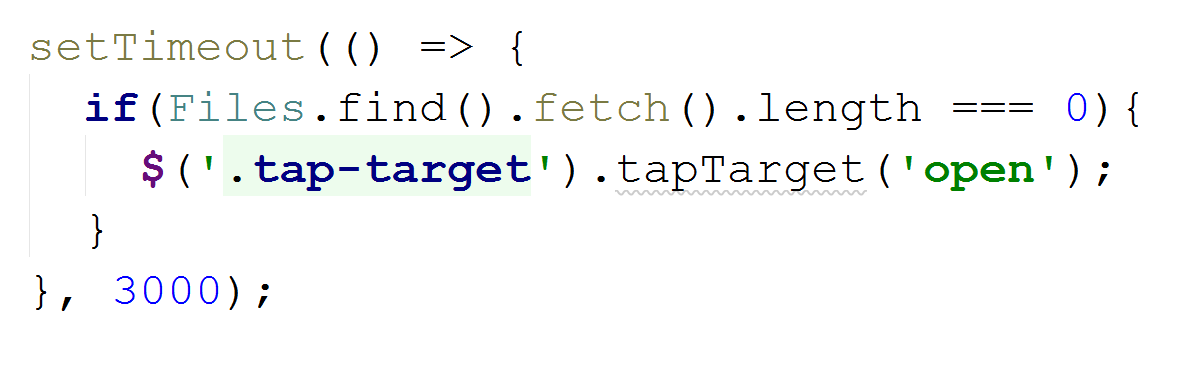 setTimeout(() => {
if(Files.find().fetch().length === 0){
$('.tap-target').tapTarget('open');
}
}, 3000);